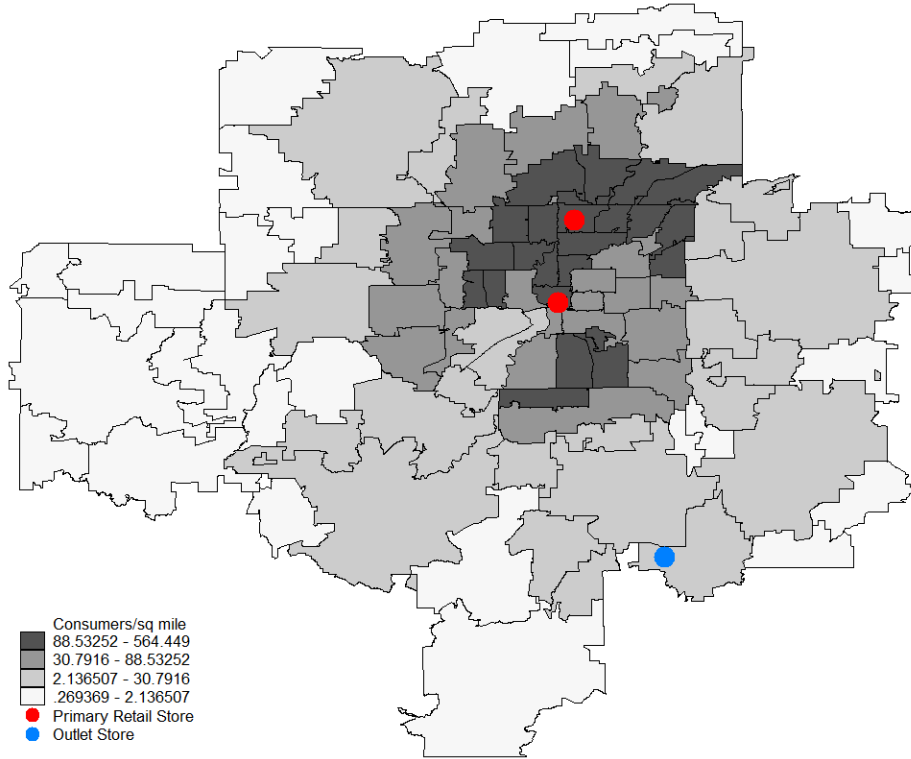 Consumers/sq mile
88.53252 - 564.449
30.7916 - 88.53252
2.136507 - 30.7916
.269369 - 2.136507
Primary Retail Store
Outlet Store